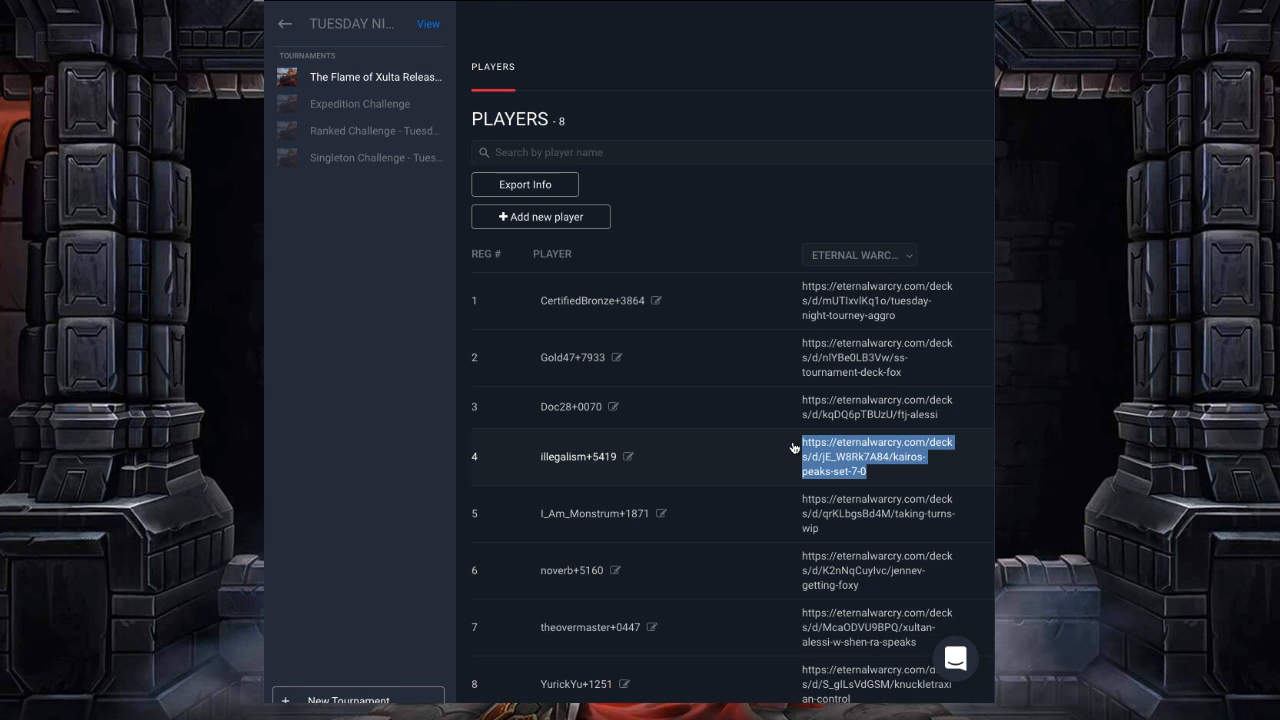 TUESDAY NI...
View
TOURNAMENTS
The Flame of Xulta Releas...
Expedition Challenge
Ranked Challenge - Tuesd...
Singleton Challenge - Tues...
New Tournament
PLAYERS
PLAYERS - 8
Search by player name
Export Info
Add new player
REG # PLAYER ETERNAL WARC...
1 CertifiedBronze+3864
https://eternalwarcry.com/deck
s/d/mUTIxvlKq1o/tuesday-
night-tourney-aggro
2 Gold47+7933
https://eternalwarcry.com/deck
s/d/nlYBe0LB3Vw/ss-
tournament-deck-fox
3 Doc28+0070
https://eternalwarcry.com/deck
s/d/kqDQ6pTBUzU/ftj-alessi
4 illegalism+5419
https://eternalwarcry.com/deck
s/d/jE_W8Rk7A84/kairos-
peaks-set-7-0
5 I_Am_Monstrum+1871
https://eternalwarcry.com/deck
s/d/qrKLbgsBd4M/taking-turns-
wip
6 noverb+5160
https://eternalwarcry.com/deck
s/d/K2nNqCuylvc/jennev-
getting-foxy
7 theovermaster+0447
https://eternalwarcry.com/deck
s/d/McaODVU9BPQ/xultan-
alessi-w-shen-ra-speaks
8 YurickYu+1251
https://eternalwarcry.com/d
s/d/S_gILsVdGSM/knuckletraxi
an-control